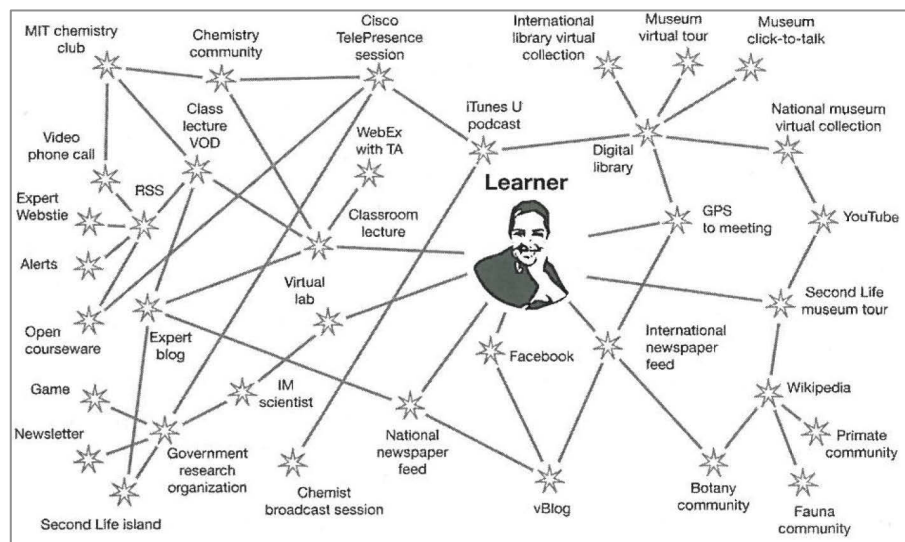 MIT chemistry
club
Chemistry
community
Cisco
TelePresence
session
International
library virtual
collection
Museum
virtual tour
Museum
click-to-talk
Class
lecture
VOD
WebEx
with TA
iTunes U
podcast
Digital
library
National museum
virtual collection
Video
phone call
RSS
Learner
Expert
Webstie
Classroom
lecture
GPS
to meeting
YouTube
Alerts
Virtual
lab
Second Life
museum tour
Open
courseware
Expert
blog
Facebook
International
newspaper
feed
Game
IM
scientist
Wikipedia
Newsletter
Government
research
organization
National
newspaper
feed
Primate
community
Second Life island
Chemist
broadcast session
vBlog
Botany
community
Fauna
community